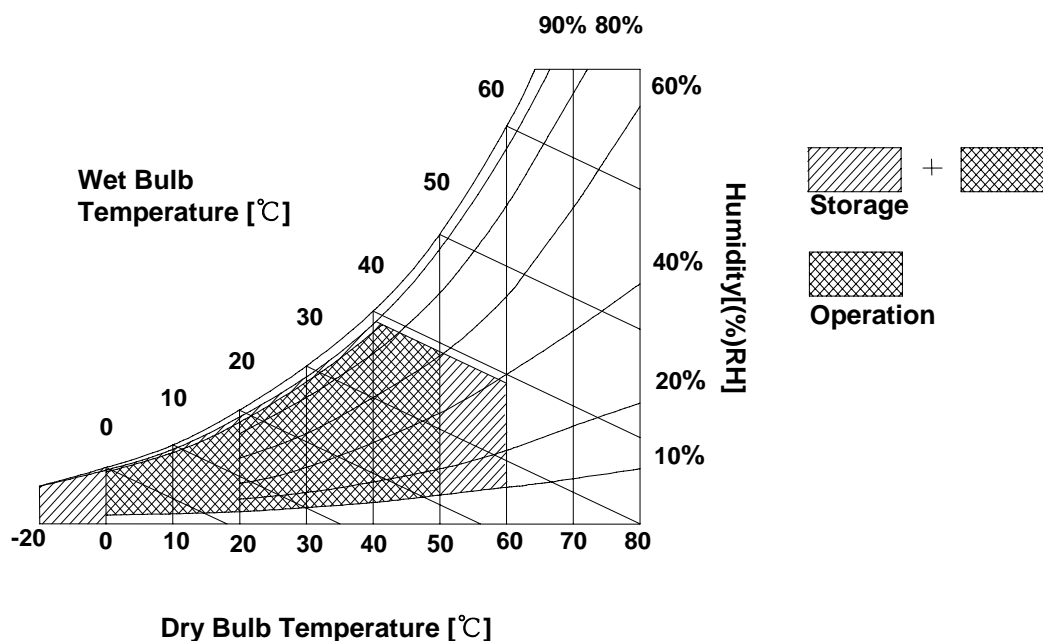 90% 80%
60
60%
Wet Bulb
Temperature [℃]
50
Storage
40
40%
Humidity[(%)RH]
30
Operation
20
20%
10
0
10%
-20 0 10 20 30 40 50 60 70 80
Dry Bulb Temperature [℃]